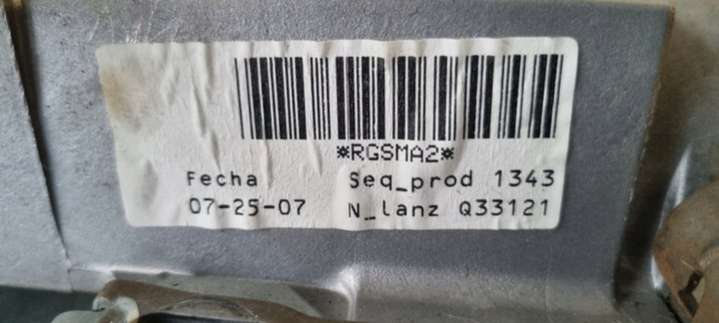 *RGSMA2*
Fecha Seq_prod 1343
07-25-07 N_lanz Q33121